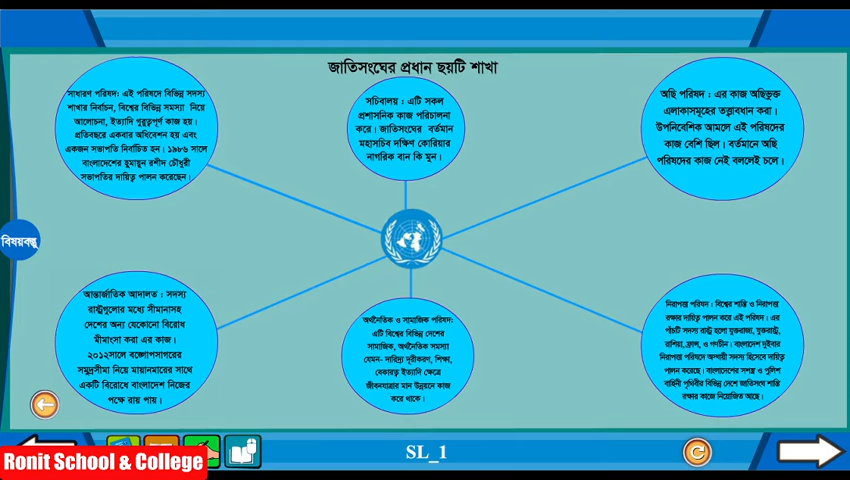 জাতিসংঘের প্রধান ছয়টি শাখা
সাধারণ পরিষদ: এই পরিষদে বিভিন্ন সদস্য
শাখার নির্বাচন, বিশ্বের বিভিন্ন সমস্যা নিয়ে
আলোচনা, ইত্যাদি গুরুত্বপূর্ণ কাজ হয়।
প্রতিবছরে একবার অধিবেশন হয় এবং
একজন সভাপতি নির্বাচিত হন। ১৯৮৬ সালে
বাংলাদেশের হুমায়ুন রশীদ চৌধুরী
সভাপতির দায়িত্ব পালন করেছেন।
সচিবালয় : এটি সকল
প্রশাসনিক কাজ পরিচালনা
করে। জাতিসংঘের বর্তমান
মহাসচিব দক্ষিণ কোরিয়ার
নাগরিক বান কি মুন।
অছি পরিষদ : এর কাজ অছিভুক্ত
এলাকাসমূহের তত্ত্বাবধান করা।
উপনিবেশিক আমলে এই পরিষদের
কাজ বেশি ছিল। বর্তমানে অছি
পরিষদের কাজ নেই বললেই চলে।
বিষয়বস্তু
আন্তর্জাতিক আদালত : সদস্য
রাষ্ট্রগুলোর মধ্যে সীমানাসহ
দেশের অন্য যেকোনো বিরোধ
মীমাংসা করা এর কাজ।
২০১২সালে বঙ্গোপসাগরের
সমুদ্রসীমা নিয়ে মায়ানমারের সাথে
একটি বিরোধে বাংলাদেশ নিজের
পক্ষে রায় পায়।
অর্থনৈতিক ও সামাজিক পরিষদ:
এটি বিশ্বের বিভিন্ন দেশের
সামাজিক, অর্থনৈতিক সমস্যা
যেমন- দারিদ্র্য দূরীকরণ, শিক্ষা,
বেকারত্ব ইত্যাদি ক্ষেত্রে
জীবনযাত্রার মান উন্নয়নে কাজ
করে থাকে।
নিরাপত্তা পরিষদ : বিশ্বের শান্তি ও নিরাপত্তা
রক্ষার দায়িত্ব পালন করে এই পরিষদ। এর
পাঁচটি সদস্য রাষ্ট্র হলো যুক্তরাজ্য, যুক্তরাষ্ট্র,
রাশিয়া, ফ্রান্স, ও গণচীন। বাংলাদেশ দুইবার
নিরাপত্তা পরিষদে অস্থায়ী সদস্য হিসেবে দায়িত্ব
পালন করেছে। বাংলাদেশের সশস্ত্র ও পুলিশ
বাহিনী পৃথিবীর বিভিন্ন দেশে জাতিসংঘ শান্তি
রক্ষার কাজে নিয়োজিত আছে।
Ronit School & College
SL_1